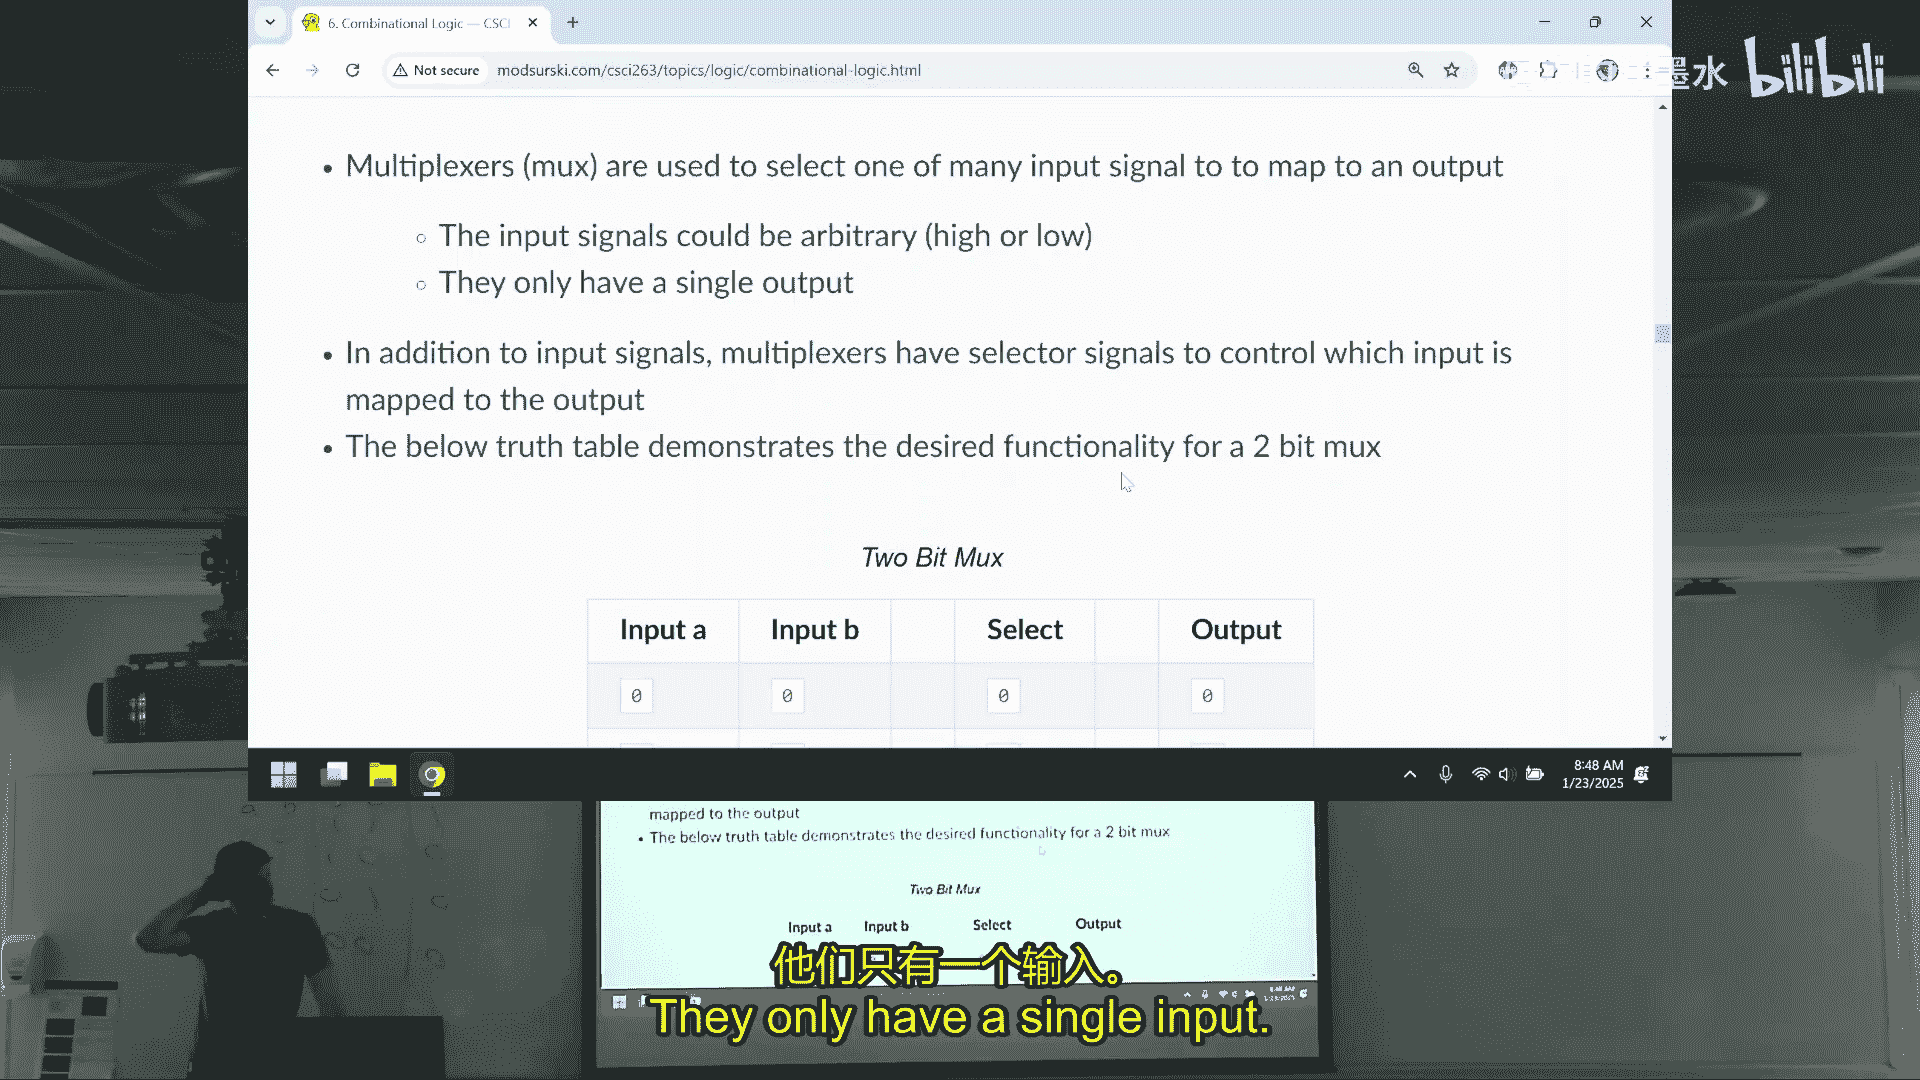 6. Combinational Logic — CSCI
Not secure
modsurski.com/csci263/topics/logic/combinational-logic.html
墨水 bilibili
• Multiplexers (mux) are used to select one of many input signal to to map to an output
◦ The input signals could be arbitrary (high or low)
◦ They only have a single output
• In addition to input signals, multiplexers have selector signals to control which input is
mapped to the output
• The below truth table demonstrates the desired functionality for a 2 bit mux
Two Bit Mux
Input a Input b Select Output
0 0 0 0
8:48 AM
1/23/2025
mapped to the output
• The below truth table demonstrates the desired functionality for a 2 bit mux
Two Bit Mux
Input a Input b Select Output
他们只有一个输入。
They only have a single input.